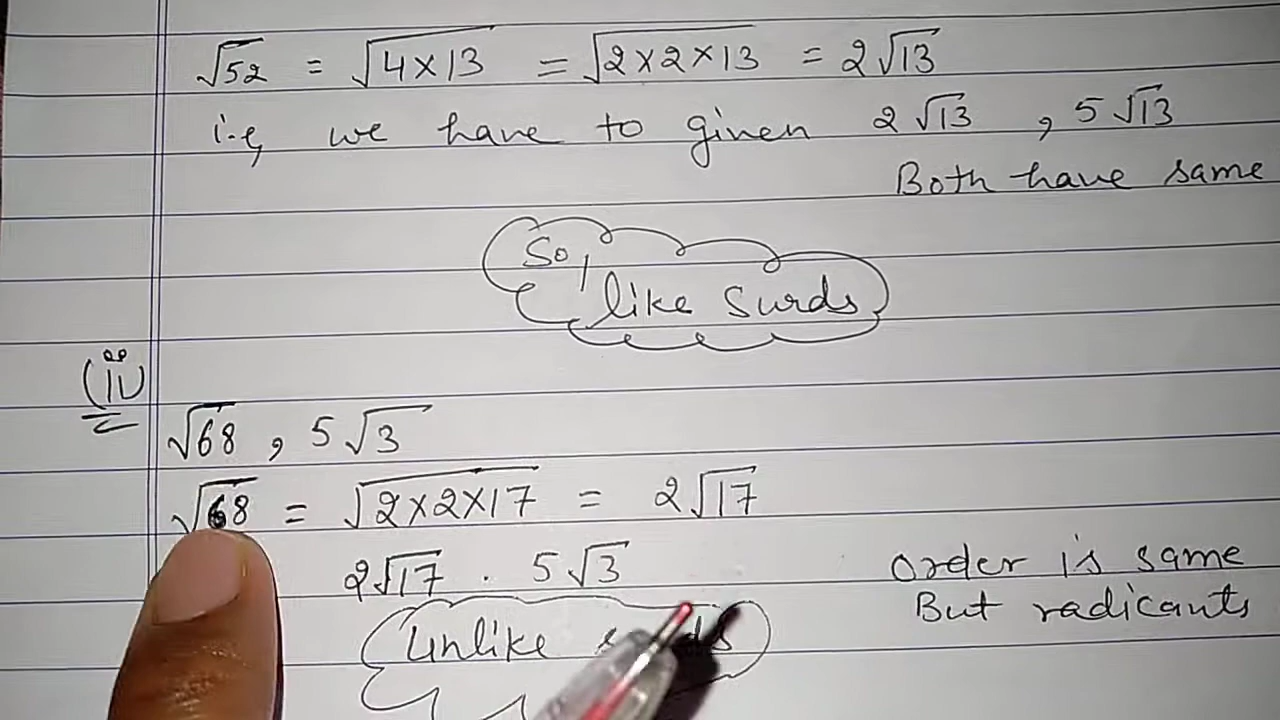 √52 = √4×13 = √2×2×13 = 2√13
i.e, we have to given 2√13 , 5√13
Both have same
So, like Surds
(iii)
√68 , 5√3
√68 = √2×2×17 = 2√17
2√17 . 5√3
Order is same
But radicants
Unlike